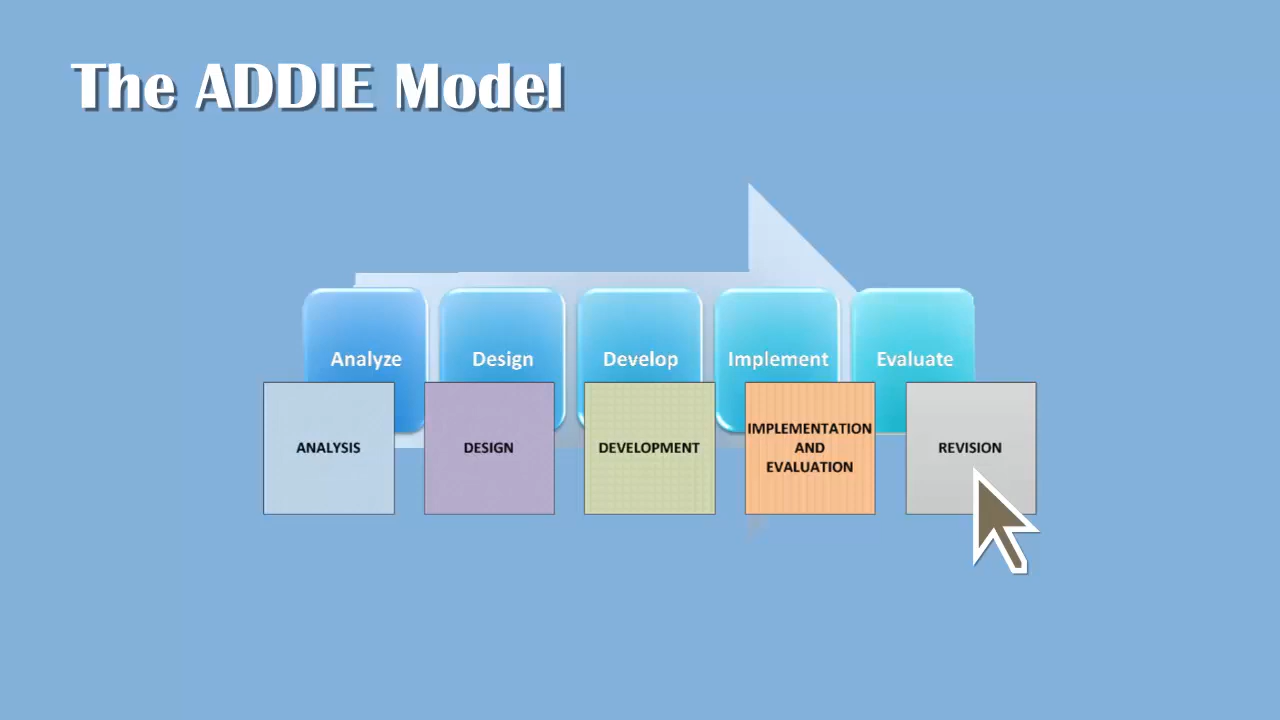 The ADDIE Model
Analyze
Design
Develop
Implement
Evaluate
ANALYSIS
DESIGN
DEVELOPMENT
IMPLEMENTATION
AND
EVALUATION
REVISION